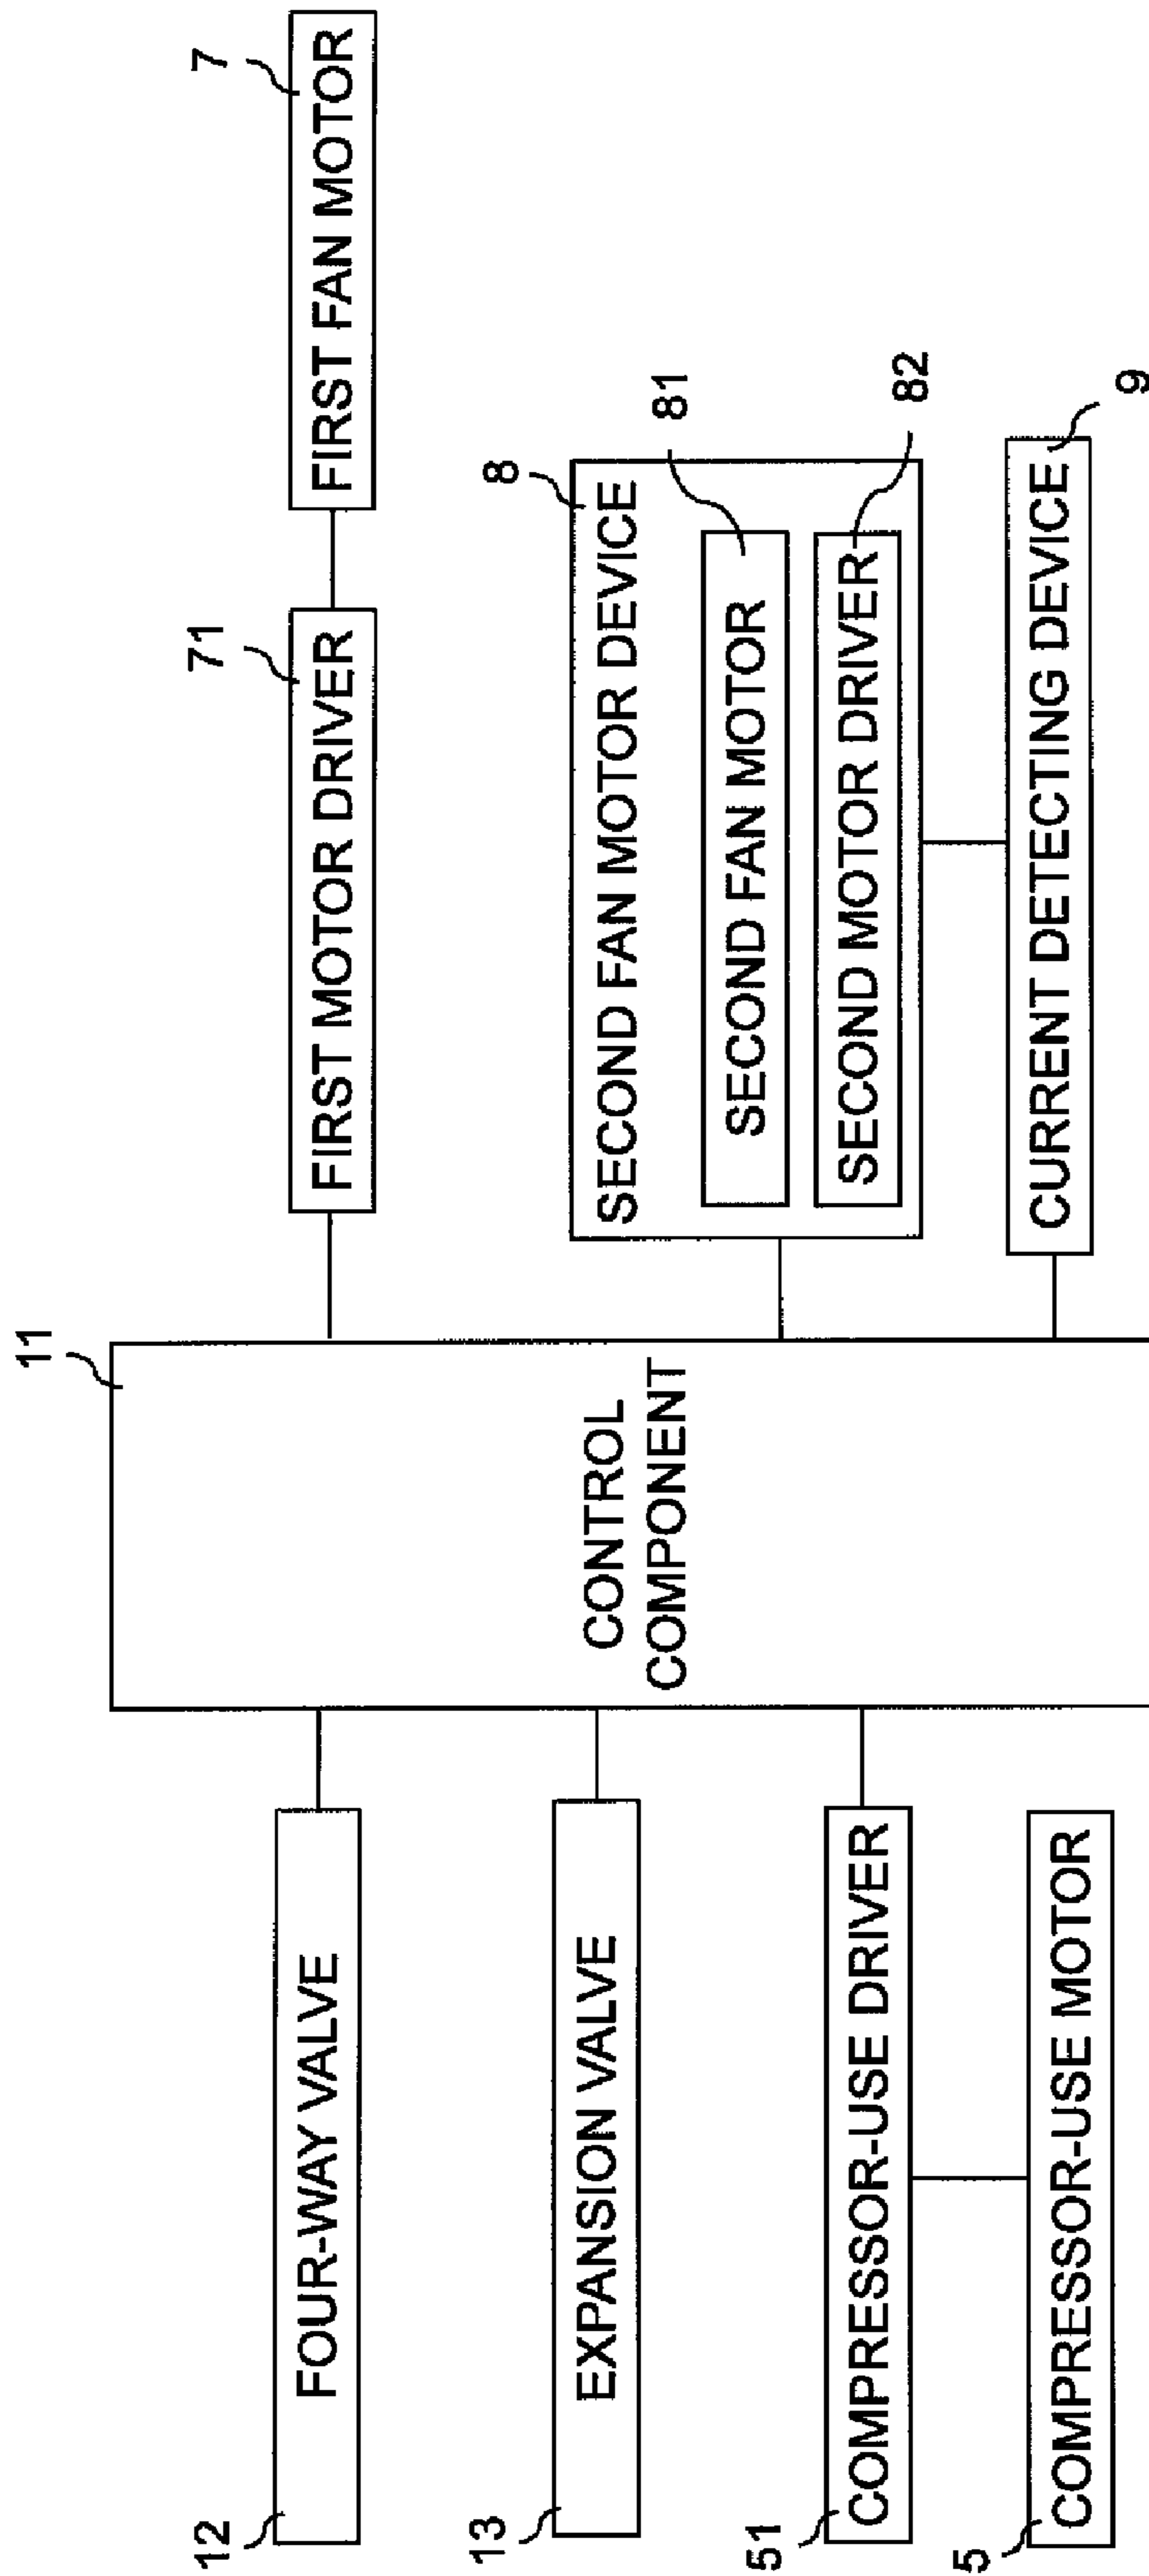 11
CONTROL
COMPONENT
12
FOUR-WAY VALVE
13
EXPANSION VALVE
51
COMPRESSOR-USE DRIVER
5
COMPRESSOR-USE MOTOR
71
FIRST MOTOR DRIVER
7
FIRST FAN MOTOR
8
SECOND FAN MOTOR DEVICE
81
SECOND FAN MOTOR
82
SECOND MOTOR DRIVER
9
CURRENT DETECTING DEVICE